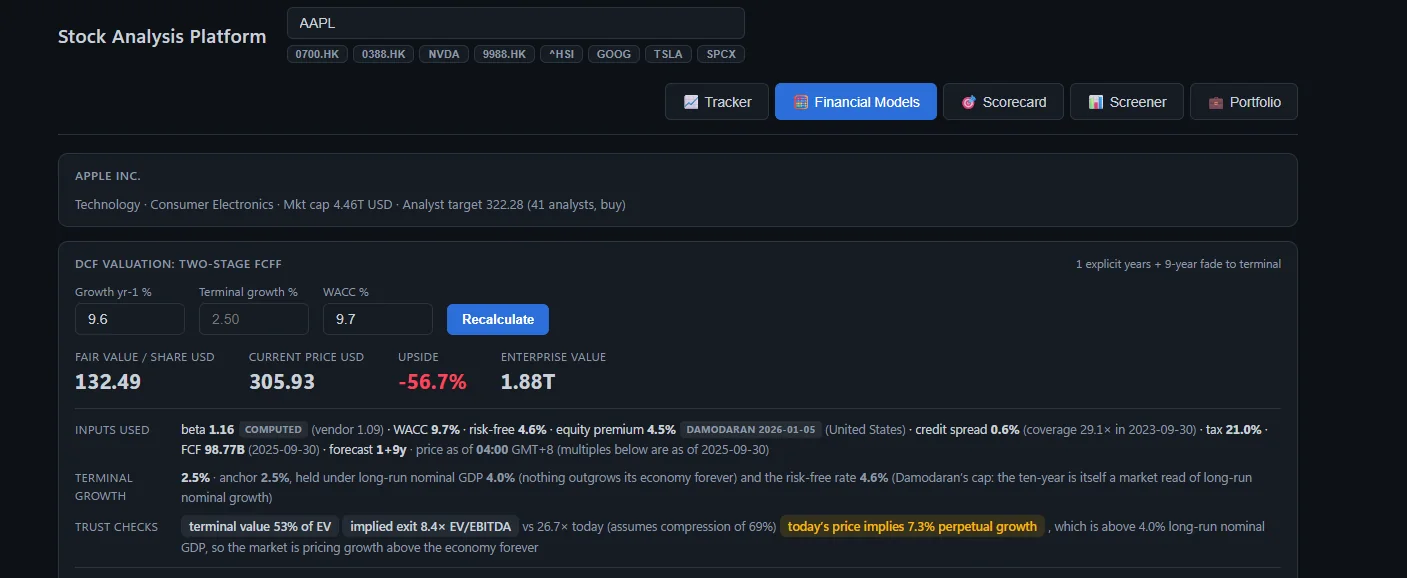 Stock Analysis Platform
AAPL
0700.HK 0388.HK NVDA 9988.HK ^HSI GOOG TSLA SPCX
Tracker Financial Models Scorecard Screener Portfolio
APPLE INC.
Technology · Consumer Electronics · Mkt cap 4.46T USD · Analyst target 322.28 (41 analysts, buy)
DCF VALUATION: TWO-STAGE FCFF
1 explicit years + 9-year fade to terminal
Growth yr-1 % Terminal growth % WACC %
9.6 2.50 9.7 Recalculate
FAIR VALUE / SHARE USD CURRENT PRICE USD UPSIDE ENTERPRISE VALUE
132.49 305.93 -56.7% 1.88T
INPUTS USED beta 1.16 COMPUTED (vendor 1.09) · WACC 9.7% · risk-free 4.6% · equity premium 4.5% DAMODARAN 2026-01-05 (United States) · credit spread 0.6% (coverage 29.1× in 2023-09-30) · tax 21.0% ·
FCF 98.77B (2025-09-30) · forecast 1+9y · price as of 04:00 GMT+8 (multiples below are as of 2025-09-30)
TERMINAL GROWTH 2.5% · anchor 2.5%, held under long-run nominal GDP 4.0% (nothing outgrows its economy forever) and the risk-free rate 4.6% (Damodaran's cap: the ten-year is itself a market read of long-run
nominal growth)
TRUST CHECKS terminal value 53% of EV implied exit 8.4× EV/EBITDA vs 26.7× today (assumes compression of 69%) today's price implies 7.3% perpetual growth , which is above 4.0% long-run nominal
GDP, so the market is pricing growth above the economy forever